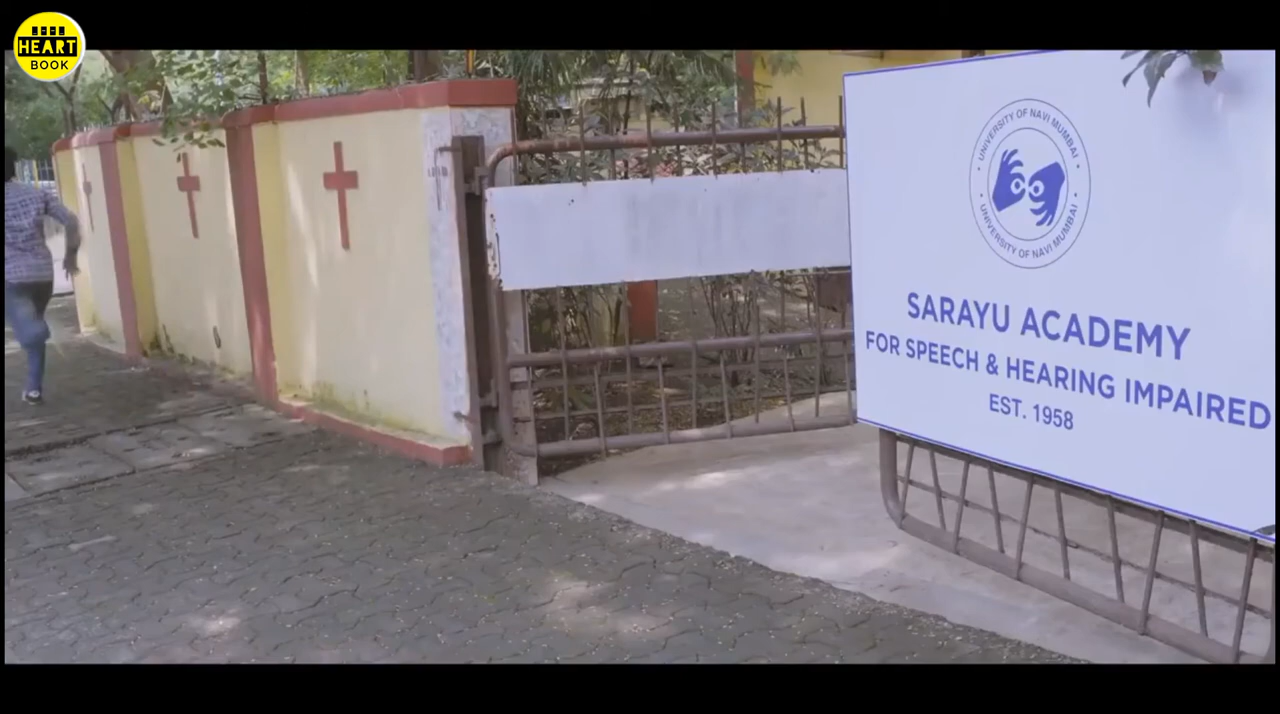 HEART
BOOK
UNIVERSITY OF NAVI MUMBAI
UNIVERSITY OF NAVI MUMBAI
SARAYU ACADEMY
FOR SPEECH & HEARING IMPAIRED
EST. 1958